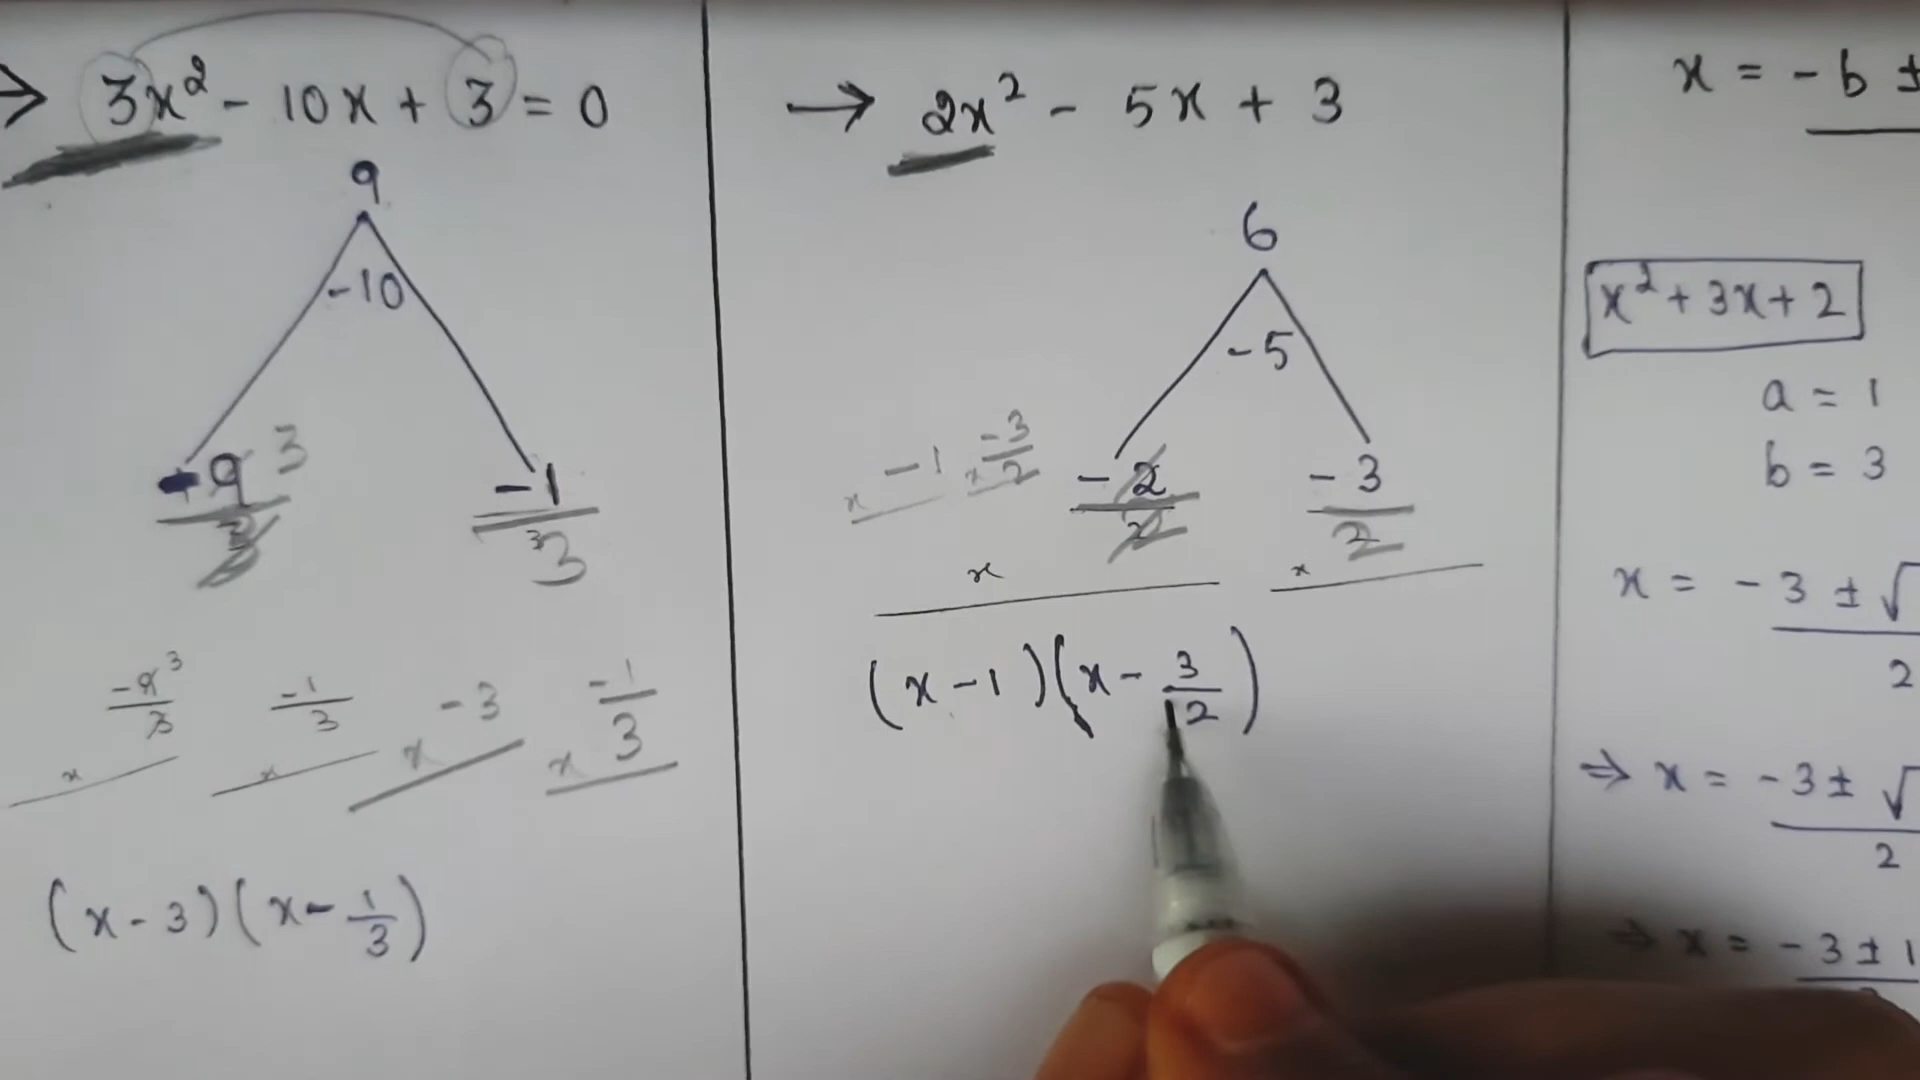 → 3x² - 10x + 3 = 0
9
-10
-9 3
3
-1
3
-9 3
3
x
-1
3
x
-3
x
-1
3
x
(x - 3)(x - 1/3)
→ 2x² - 5x + 3
6
-5
-1
x
-3
2
x
-2
2
x
-3
2
x
(x - 1)(x - 3/2)
x = -b ±
x² + 3x + 2
a = 1
b = 3
x = -3 ± √
2
⇒ x = -3 ± √
2
⇒ x = -3 ± 1